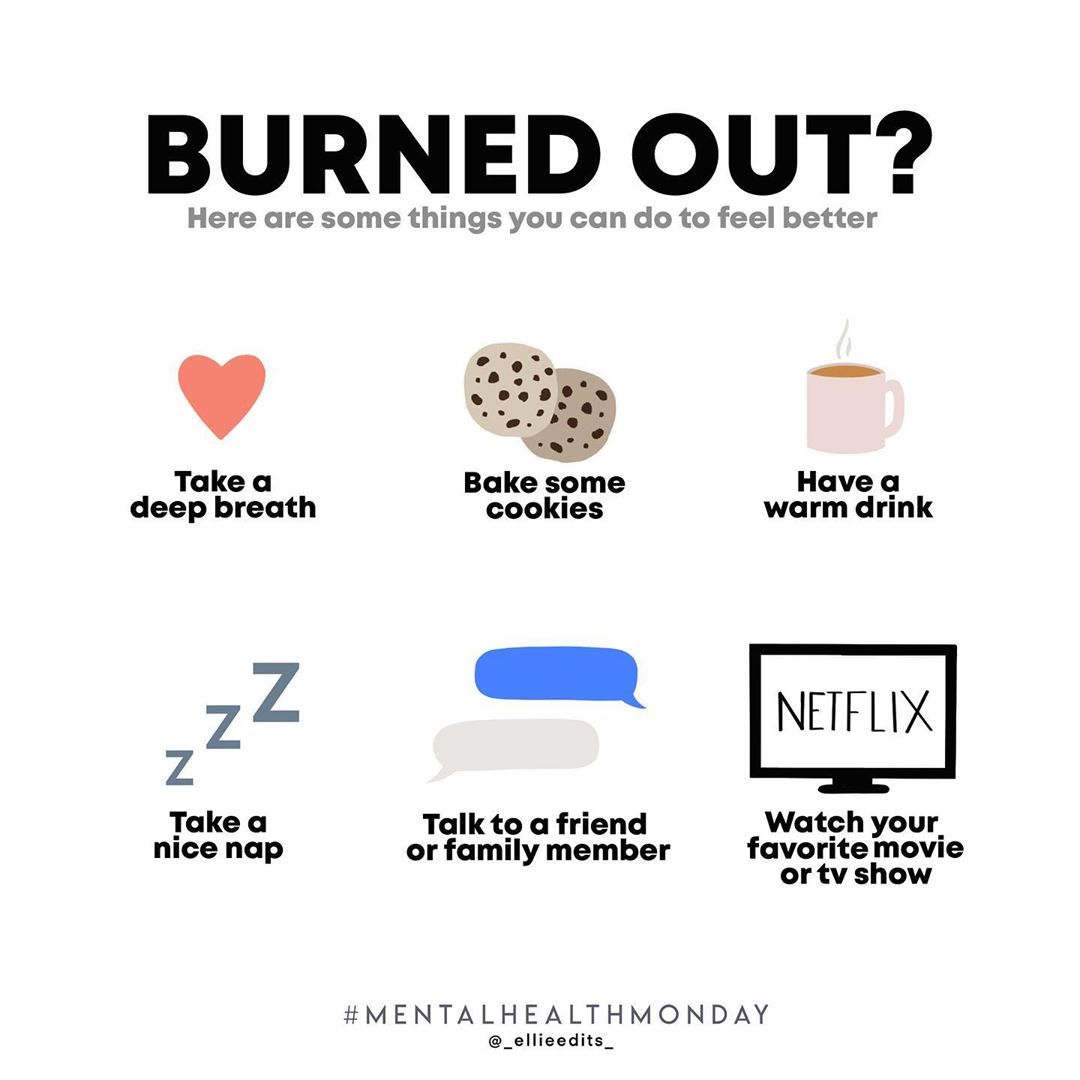 BURNED OUT?
Here are some things you can do to feel better
Take a
deep breath
Bake some
cookies
Have a
warm drink
z
z
z
Take a
nice nap
Talk to a friend
or family member
NETFLIX
Watch your
favorite movie
or tv show
#MENTALHEALTHMONDAY
@_ellieedits_